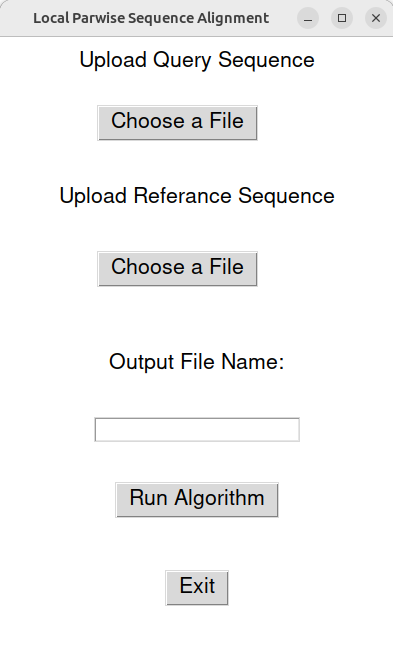 Local Parwise Sequence Alignment
Upload Query Sequence
Choose a File
Upload Referance Sequence
Choose a File
Output File Name:
Run Algorithm
Exit